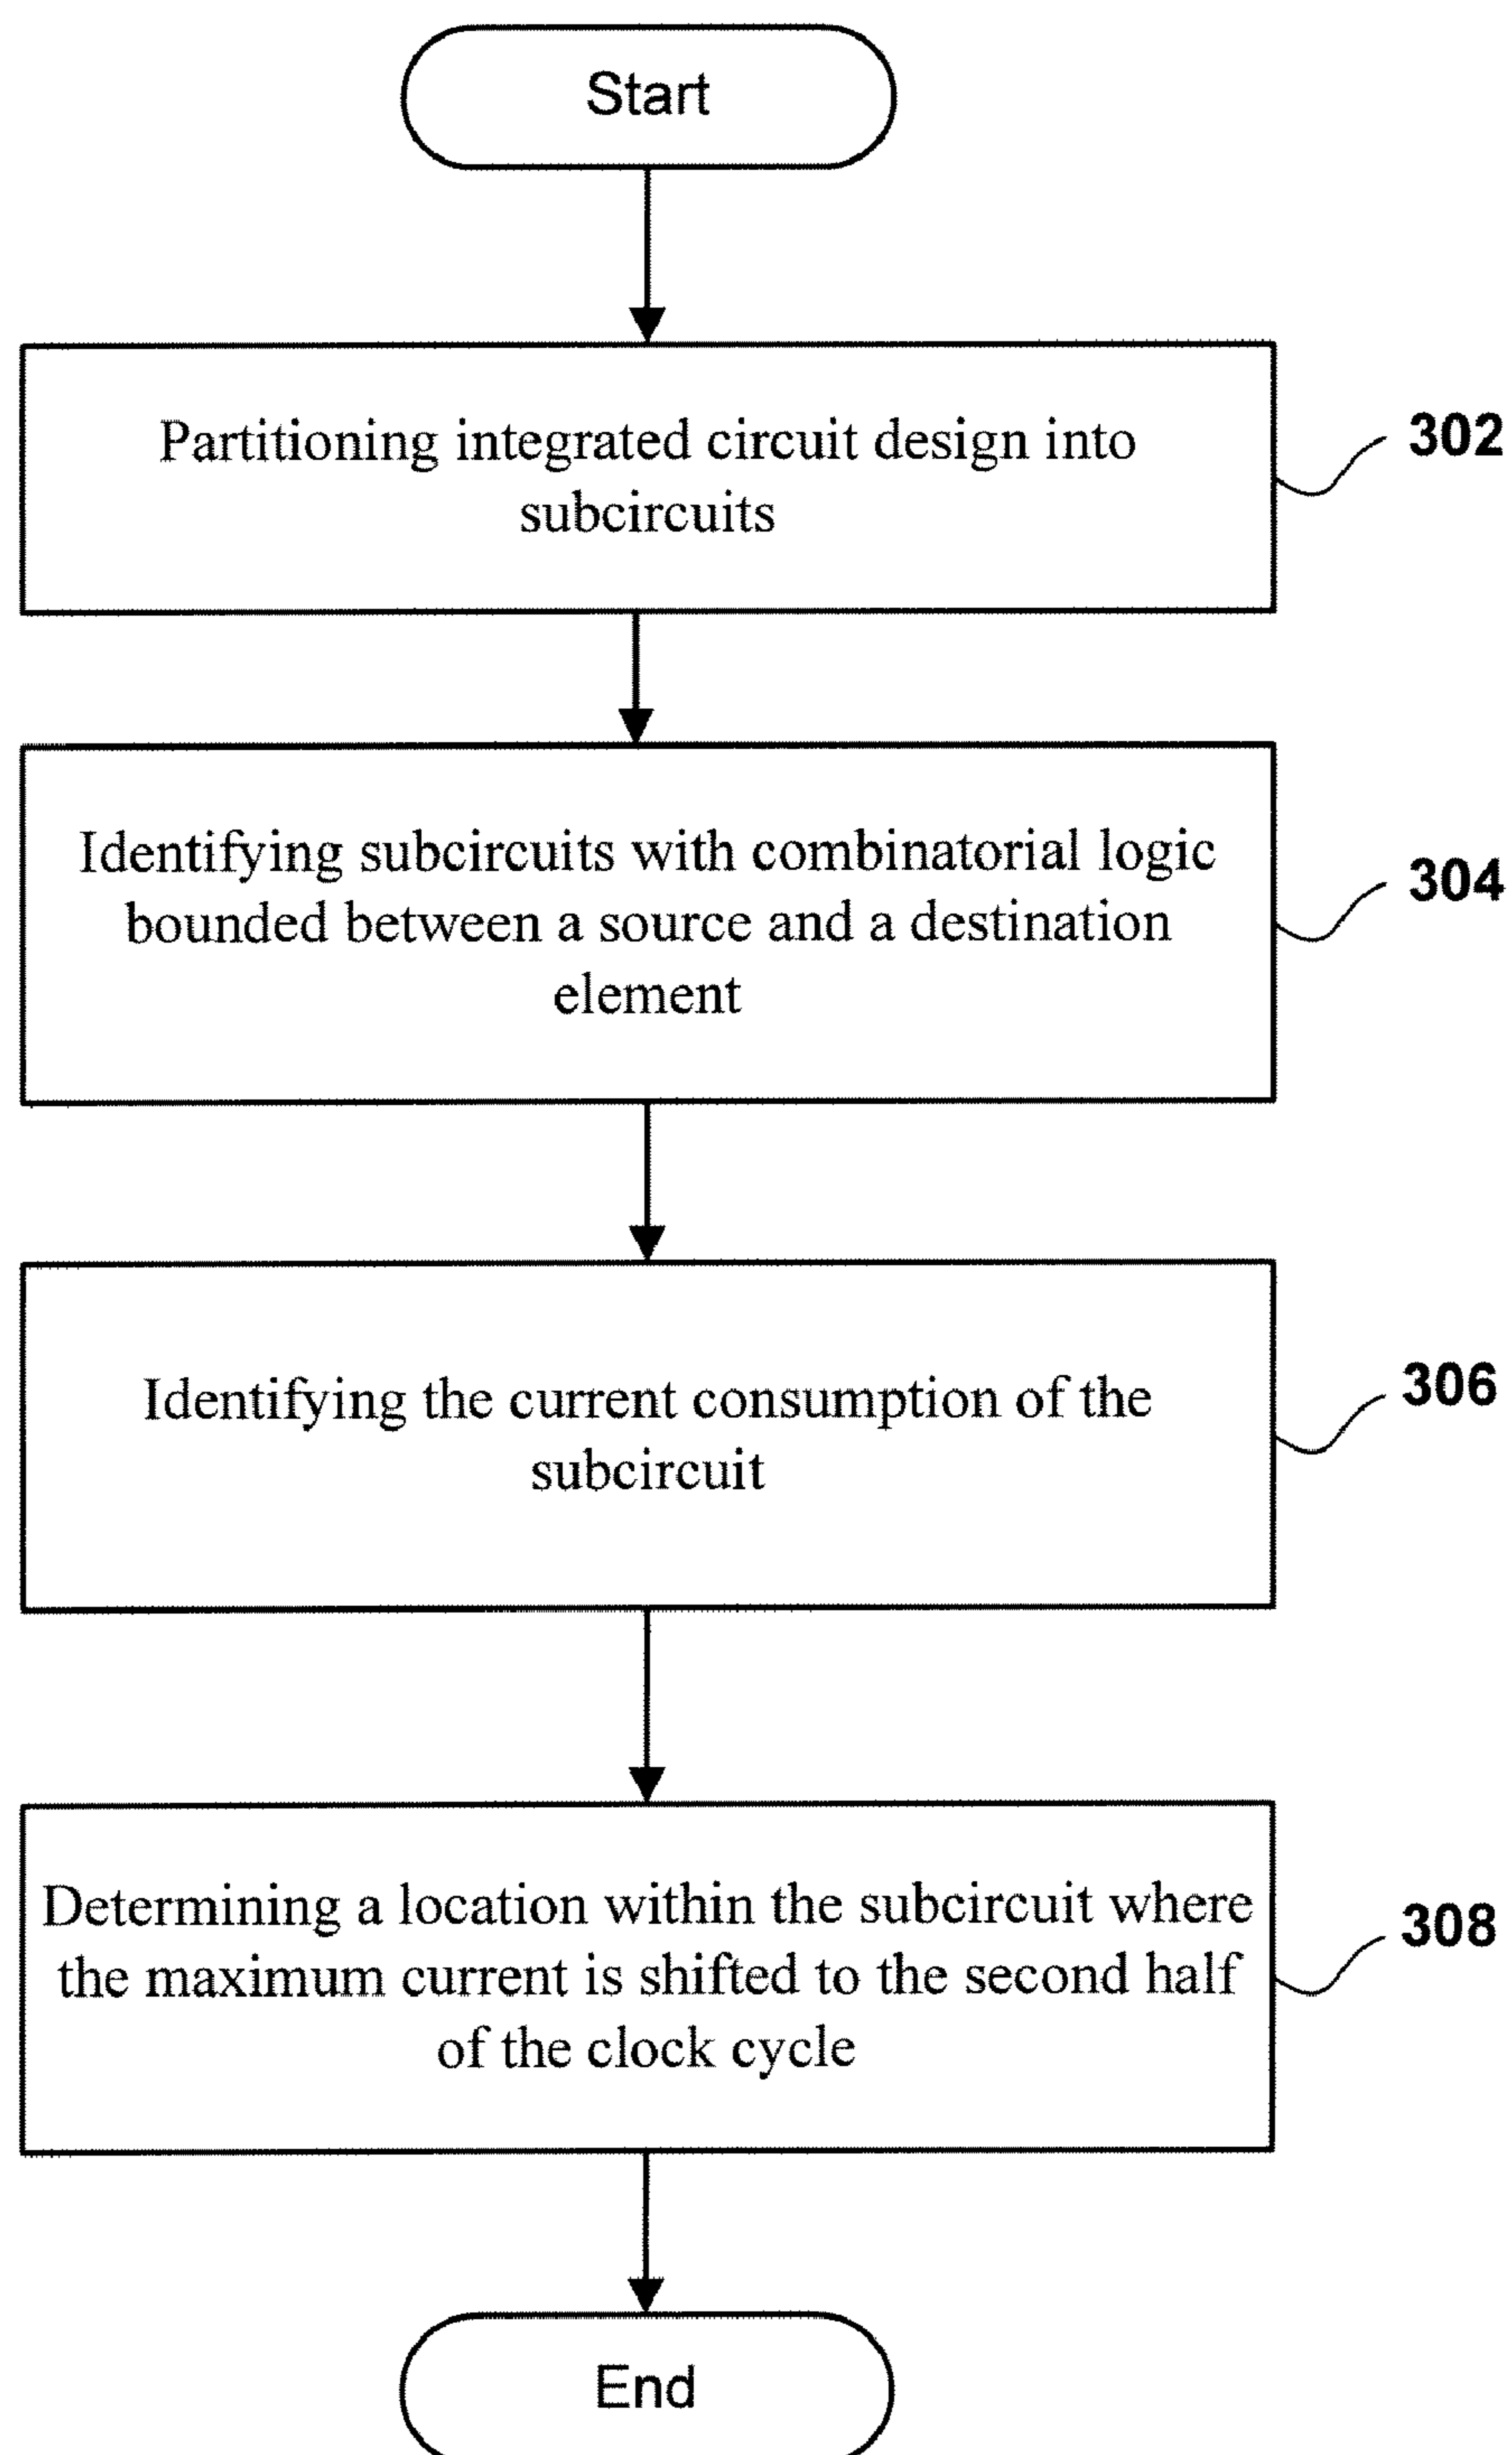 Start
Partitioning integrated circuit design into
subcircuits
302
Identifying subcircuits with combinatorial logic
bounded between a source and a destination
element
304
Identifying the current consumption of the
subcircuit
306
Determining a location within the subcircuit where
the maximum current is shifted to the second half
of the clock cycle
308
End